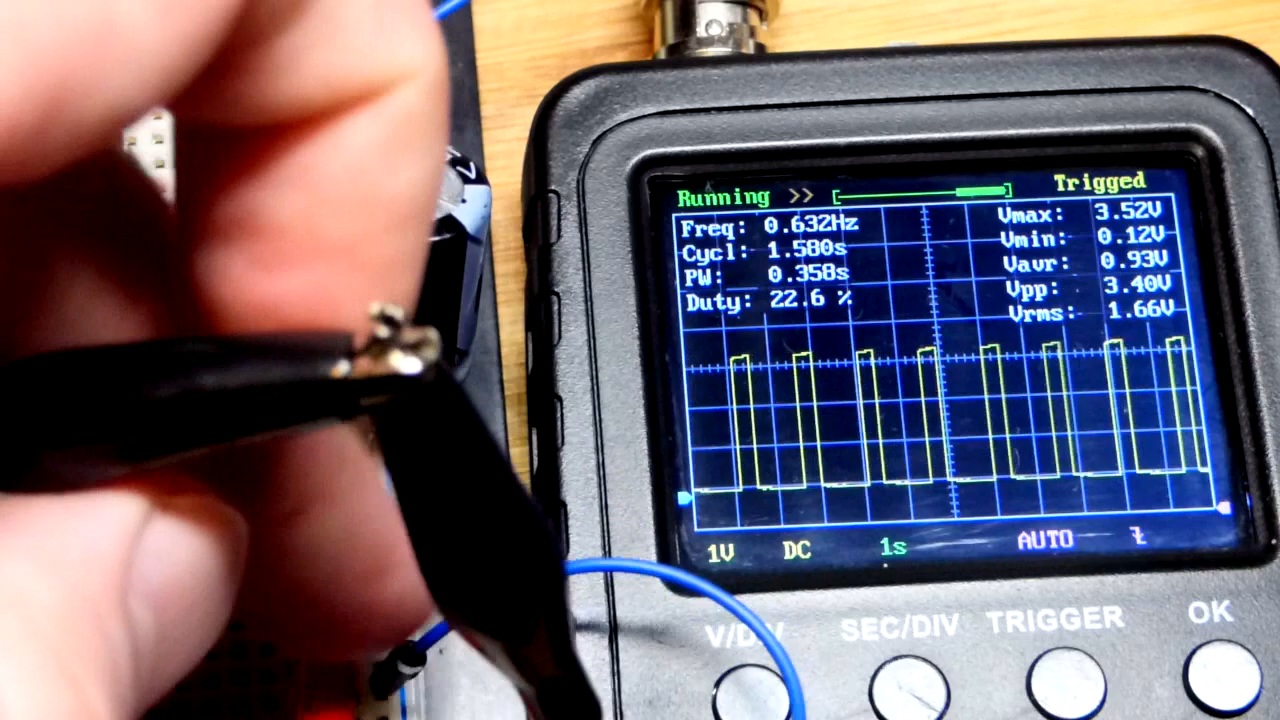 Running >> Trigged
Freq: 0.632Hz Vmax: 3.52V
Cycl: 1.580s Vmin: 0.12V
PW: 0.358s Vavr: 0.93V
Duty: 22.6 % Vpp: 3.40V
Vrms: 1.66V
1V DC 1s AUTO
V/DIV SEC/DIV TRIGGER OK